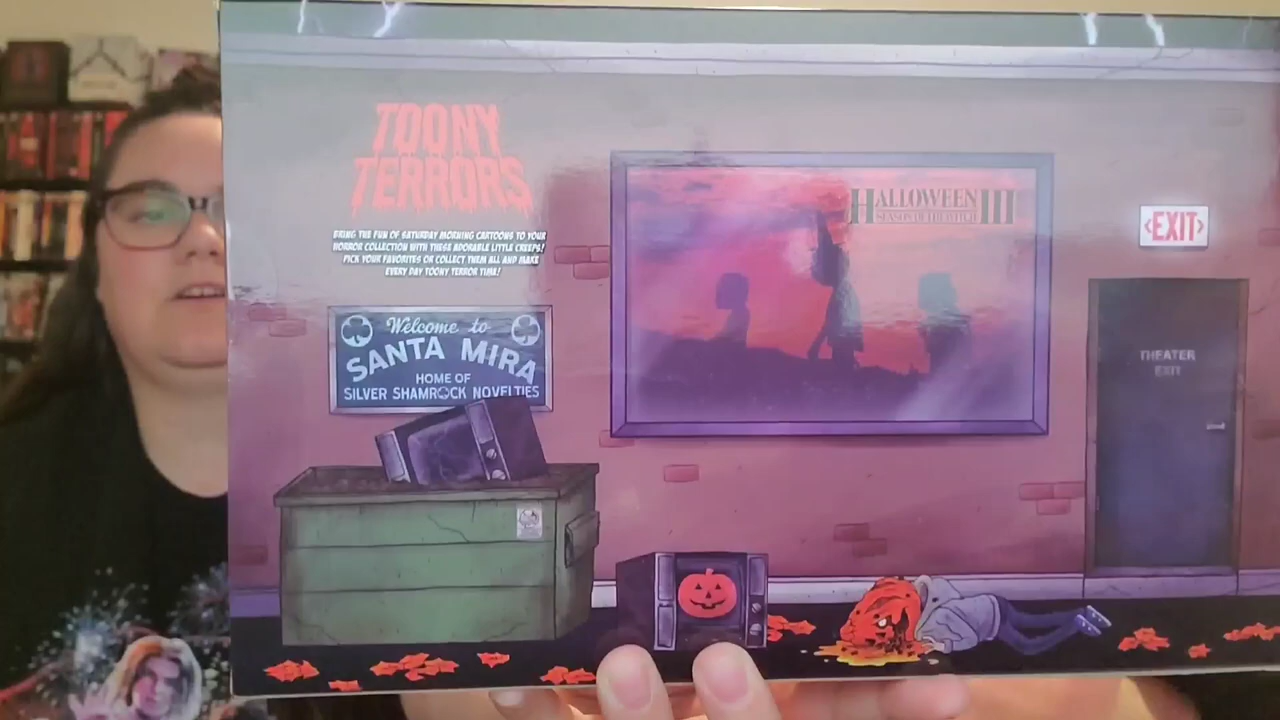 TOONY
TERRORS
BRING THE FUN OF SATURDAY MORNING CARTOONS TO YOUR
HORROR COLLECTION WITH THESE ADORABLE LITTLE CREEPS!
PICK YOUR FAVORITES OR COLLECT THEM ALL AND MAKE
EVERY DAY TOONY TERROR TIME!
Welcome to
SANTA MIRA
HOME OF
SILVER SHAMROCK NOVELTIES
HALLOWEEN III
SEASON OF THE WITCH
EXIT
THEATER
EXIT